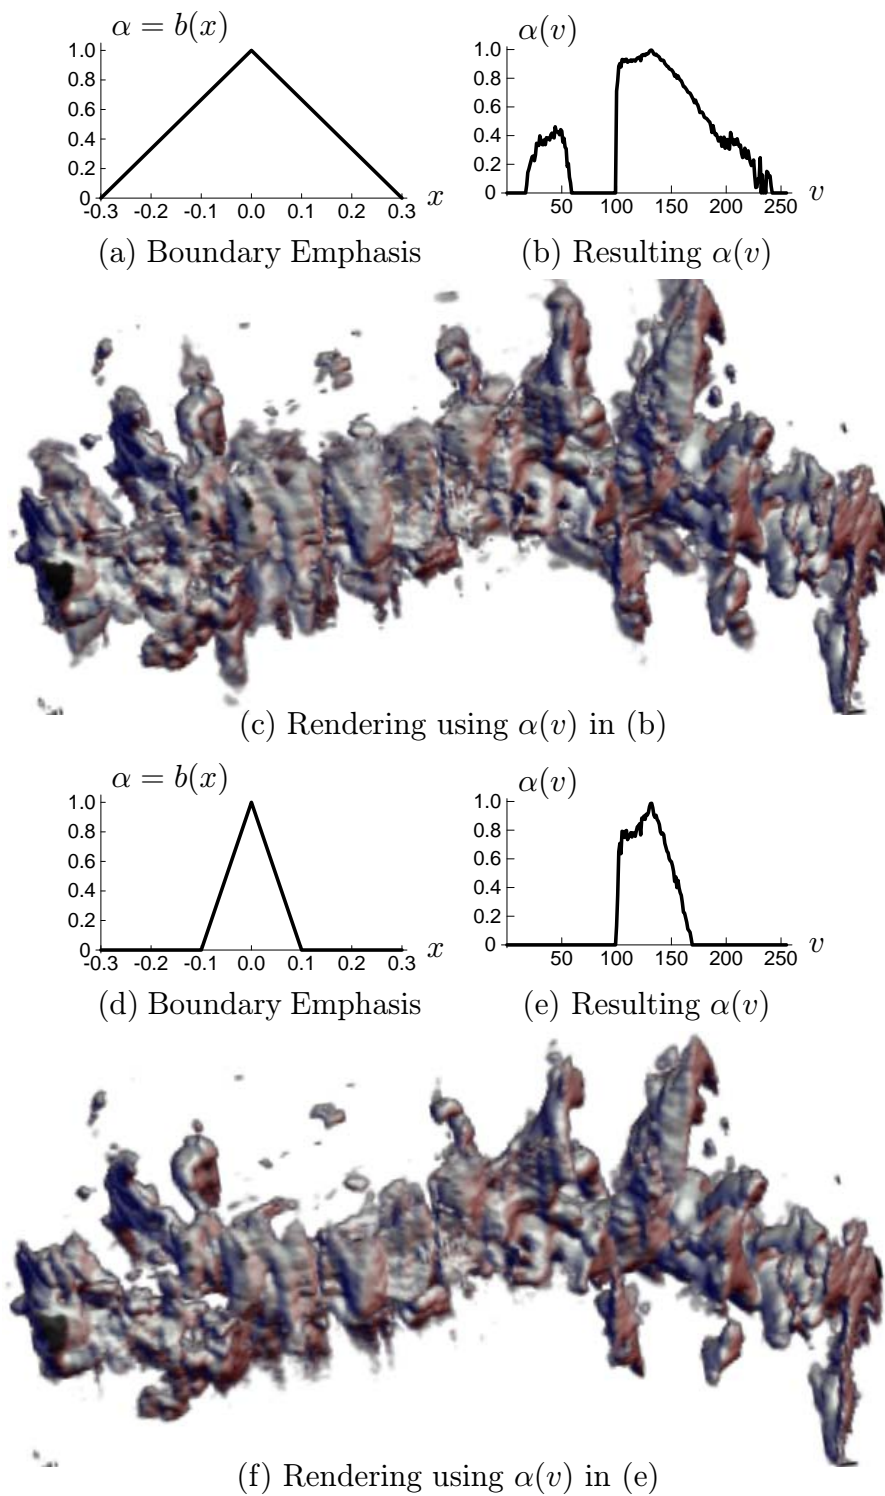 α = b(x)
α(v)
1.0
0.8
0.6
0.4
0.2
0
-0.3 -0.2 -0.1 0.0 0.1 0.2 0.3 x
1.0
0.8
0.6
0.4
0.2
0
50 100 150 200 250 v
(a) Boundary Emphasis
(b) Resulting α(v)
(c) Rendering using α(v) in (b)
α = b(x)
α(v)
1.0
0.8
0.6
0.4
0.2
0
-0.3 -0.2 -0.1 0.0 0.1 0.2 0.3 x
1.0
0.8
0.6
0.4
0.2
0
50 100 150 200 250 v
(d) Boundary Emphasis
(e) Resulting α(v)
(f) Rendering using α(v) in (e)